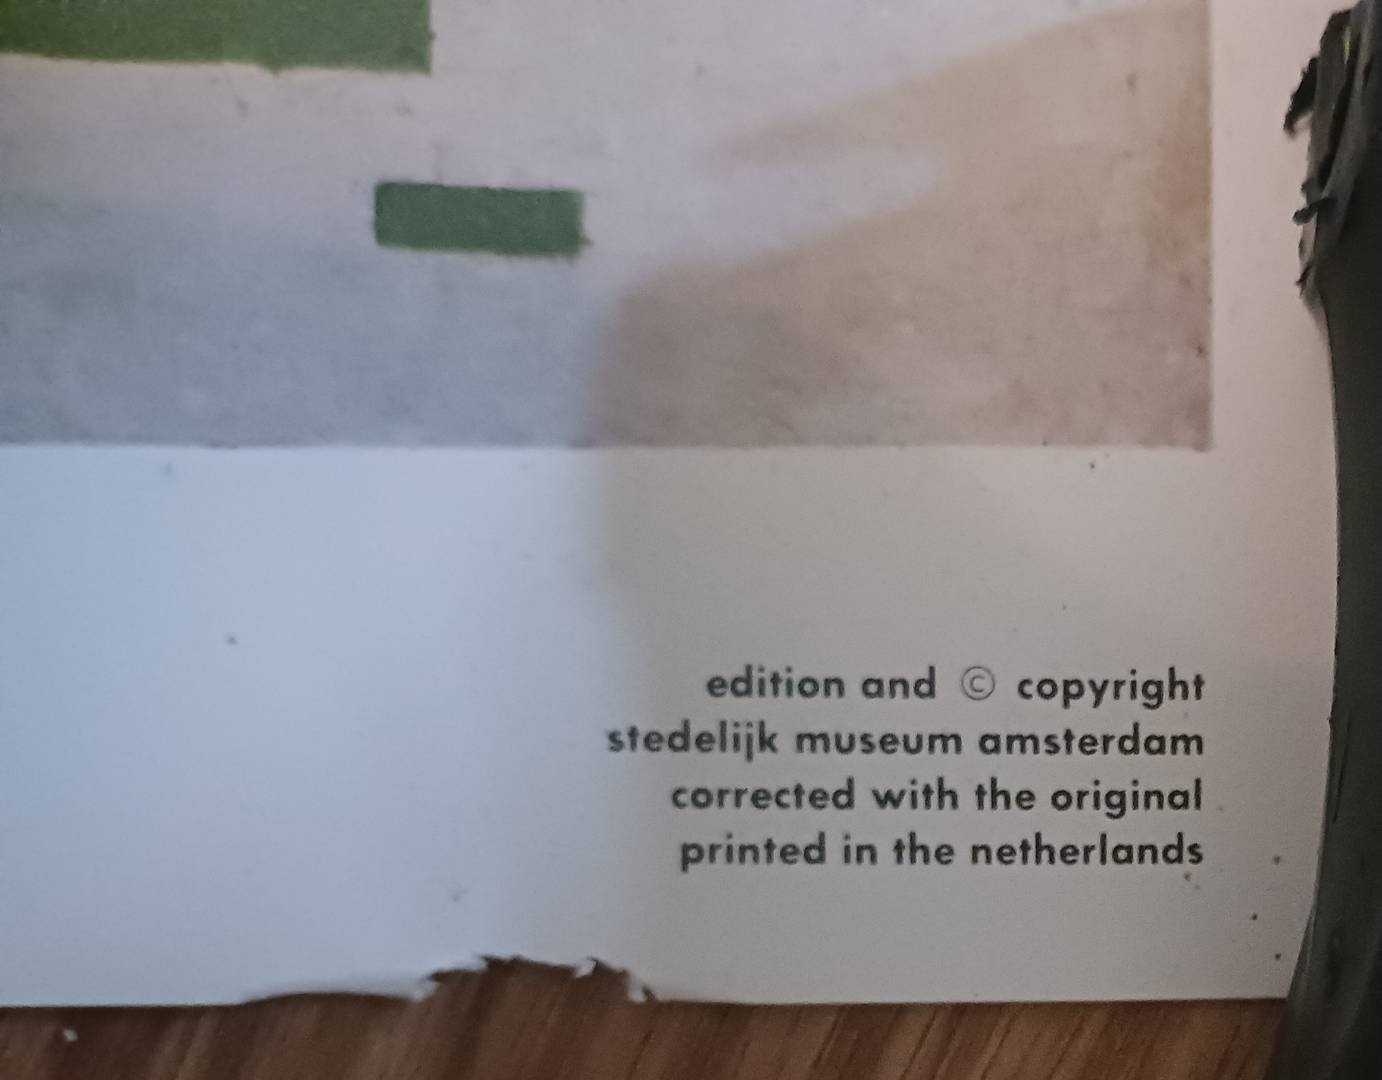 edition and © copyright
stedelijk museum amsterdam
corrected with the original
printed in the netherlands